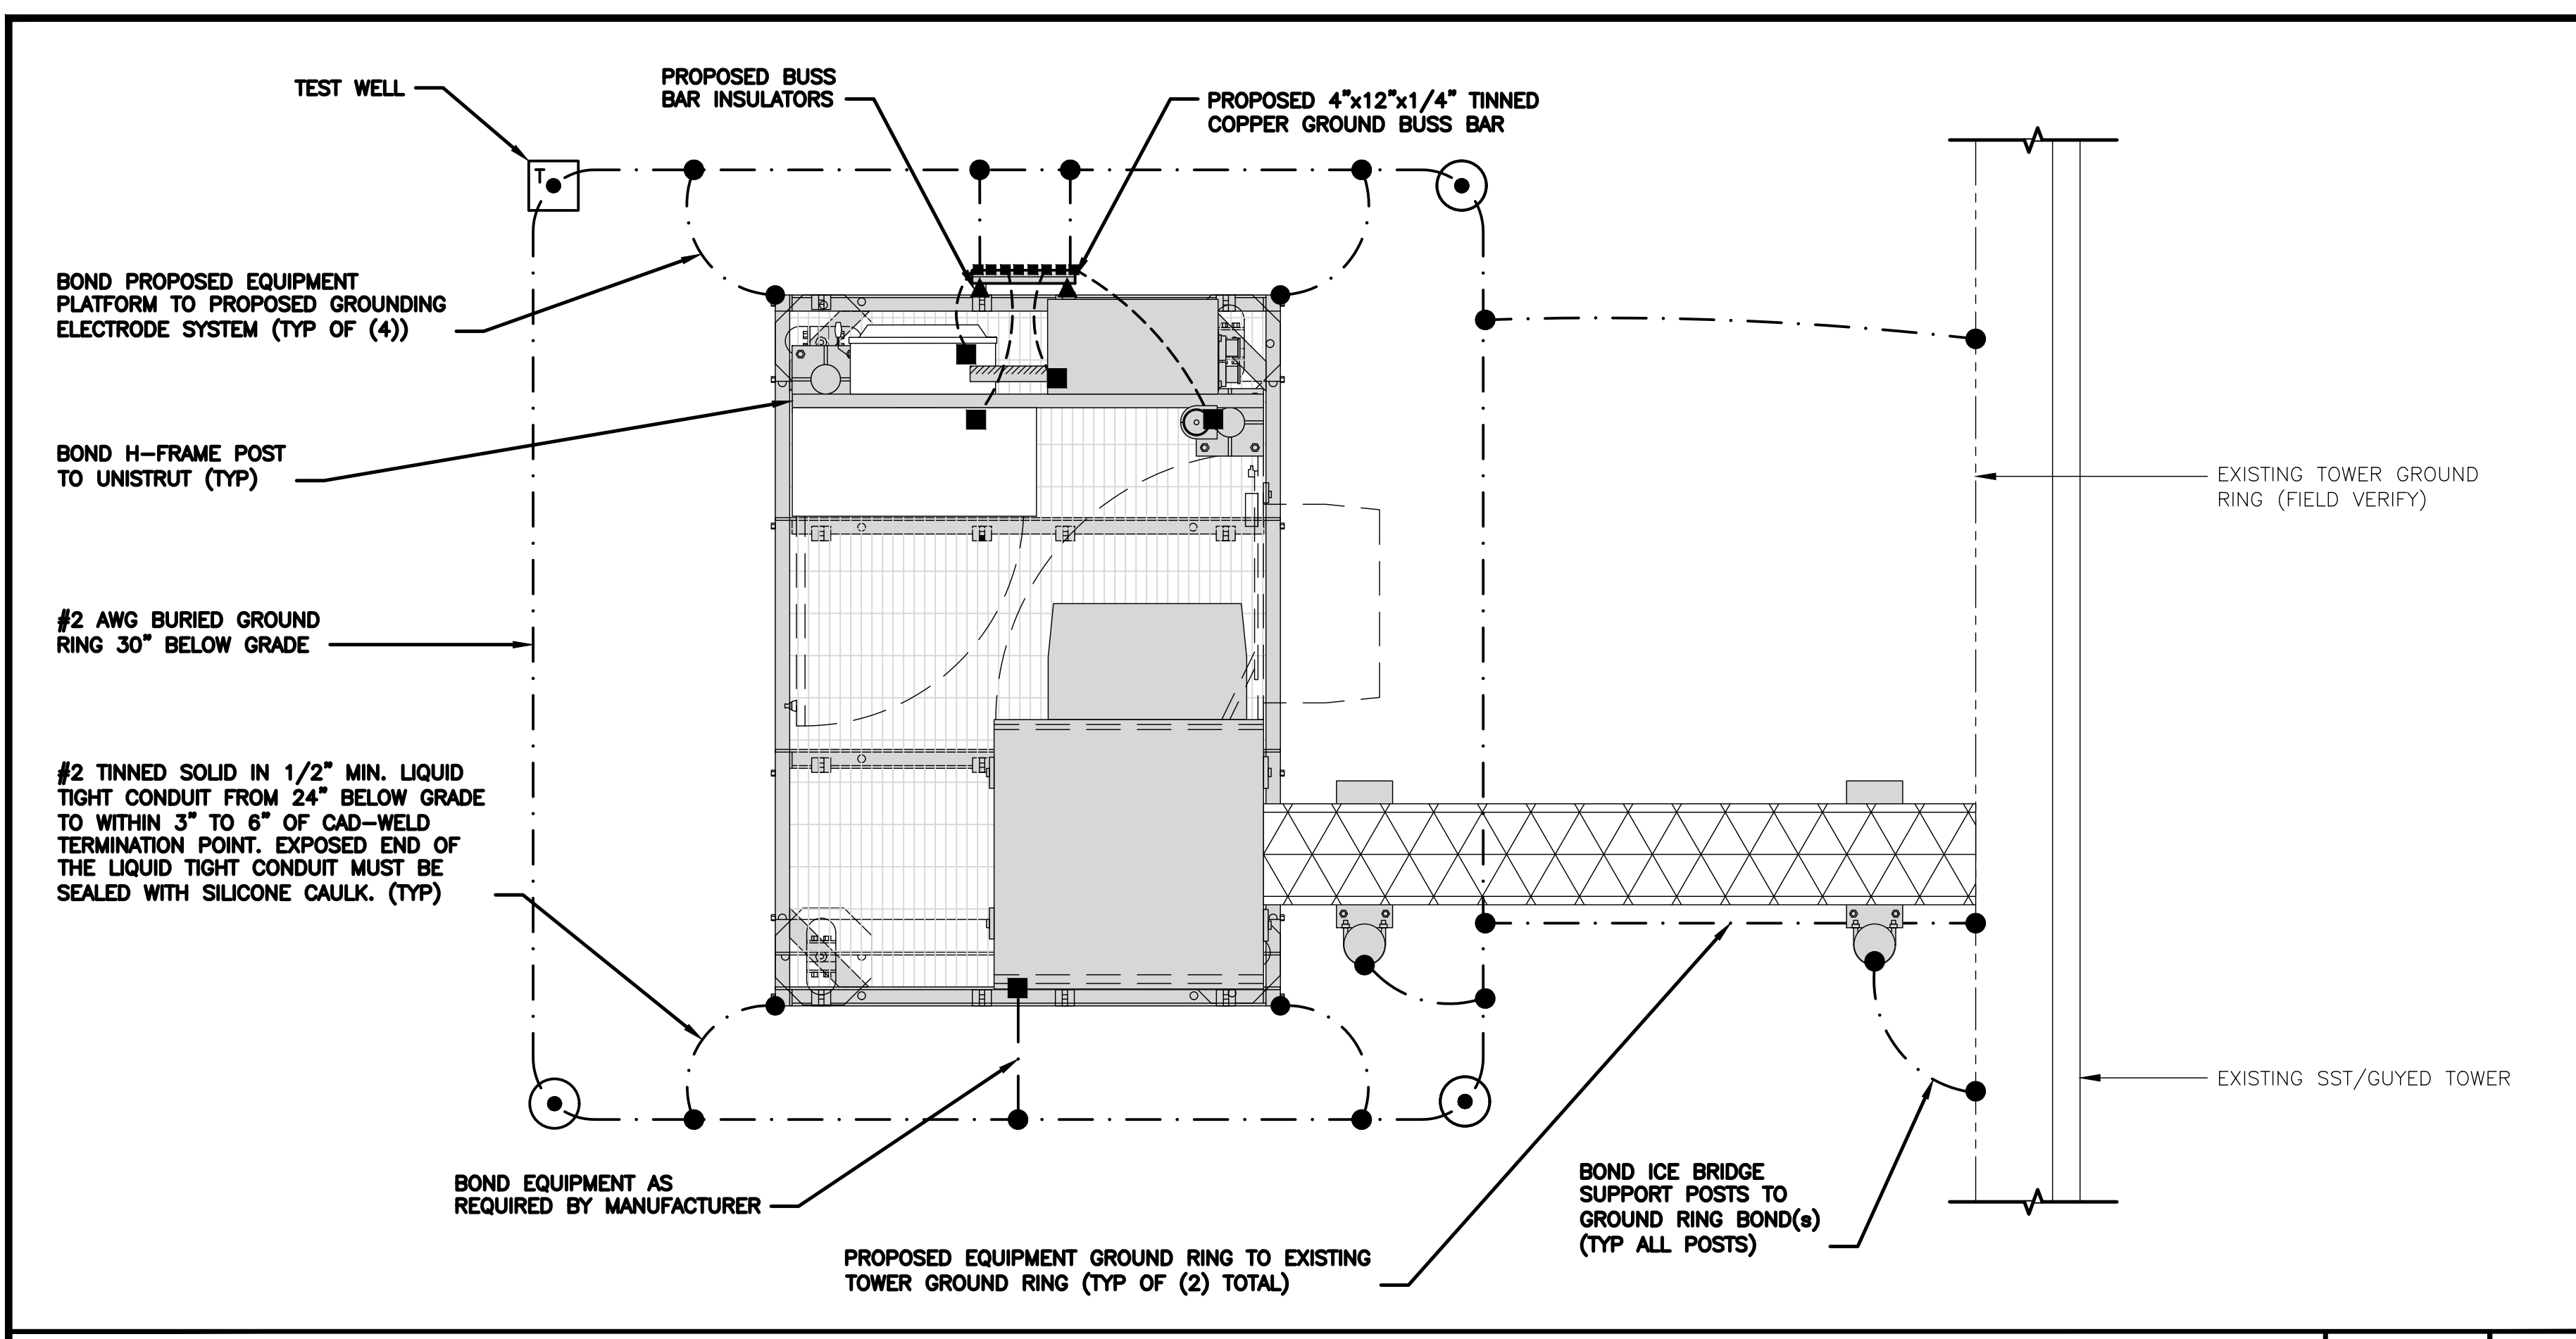 TEST WELL
PROPOSED BUSS
BAR INSULATORS
PROPOSED 4"x12"x1/4" TINNED
COPPER GROUND BUSS BAR
T
BOND PROPOSED EQUIPMENT
PLATFORM TO PROPOSED GROUNDING
ELECTRODE SYSTEM (TYP OF (4))
BOND H-FRAME POST
TO UNISTRUT (TYP)
EXISTING TOWER GROUND
RING (FIELD VERIFY)
#2 AWG BURIED GROUND
RING 30" BELOW GRADE
#2 TINNED SOLID IN 1/2" MIN. LIQUID
TIGHT CONDUIT FROM 24" BELOW GRADE
TO WITHIN 3" TO 6" OF CAD-WELD
TERMINATION POINT. EXPOSED END OF
THE LIQUID TIGHT CONDUIT MUST BE
SEALED WITH SILICONE CAULK. (TYP)
EXISTING SST/GUYED TOWER
BOND EQUIPMENT AS
REQUIRED BY MANUFACTURER
BOND ICE BRIDGE
SUPPORT POSTS TO
GROUND RING BOND(s)
(TYP ALL POSTS)
PROPOSED EQUIPMENT GROUND RING TO EXISTING
TOWER GROUND RING (TYP OF (2) TOTAL)